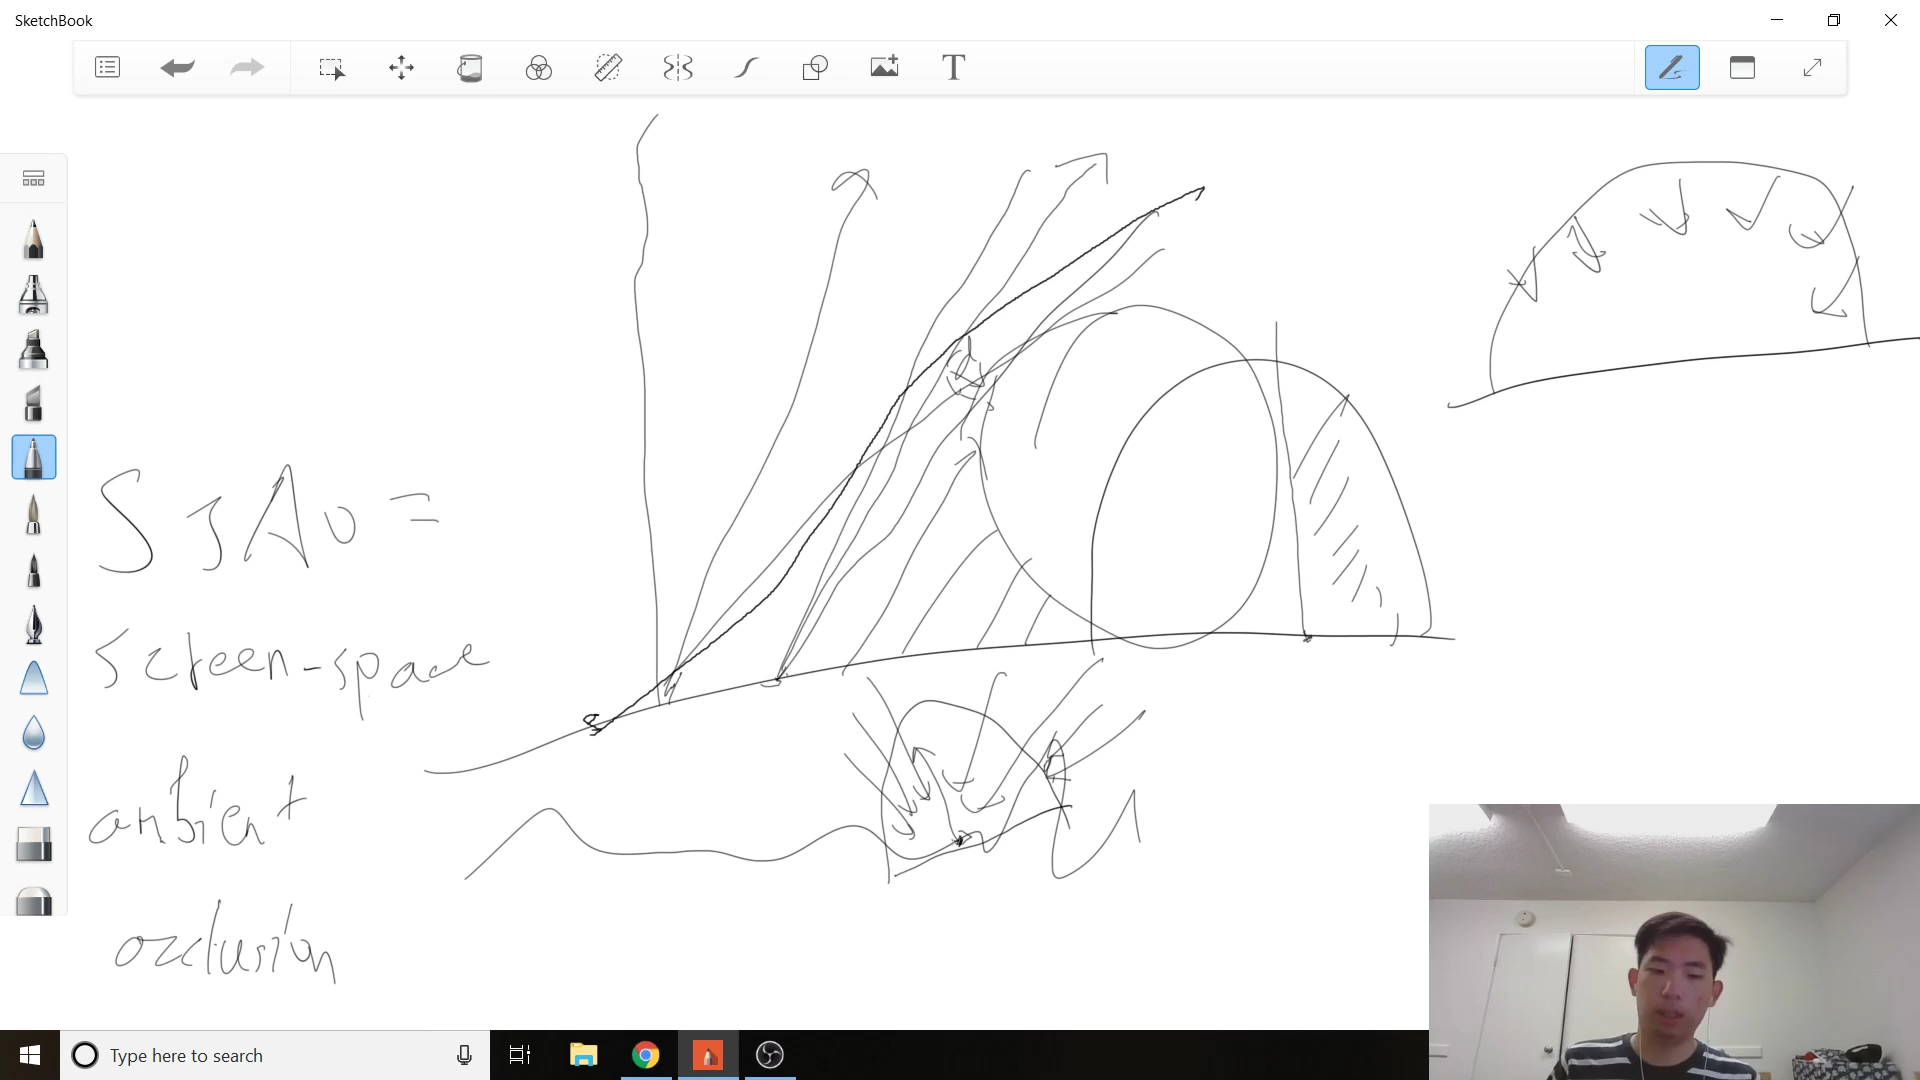 SketchBook
T
SSAO =
screen-space
ambient
occlusion
Type here to search